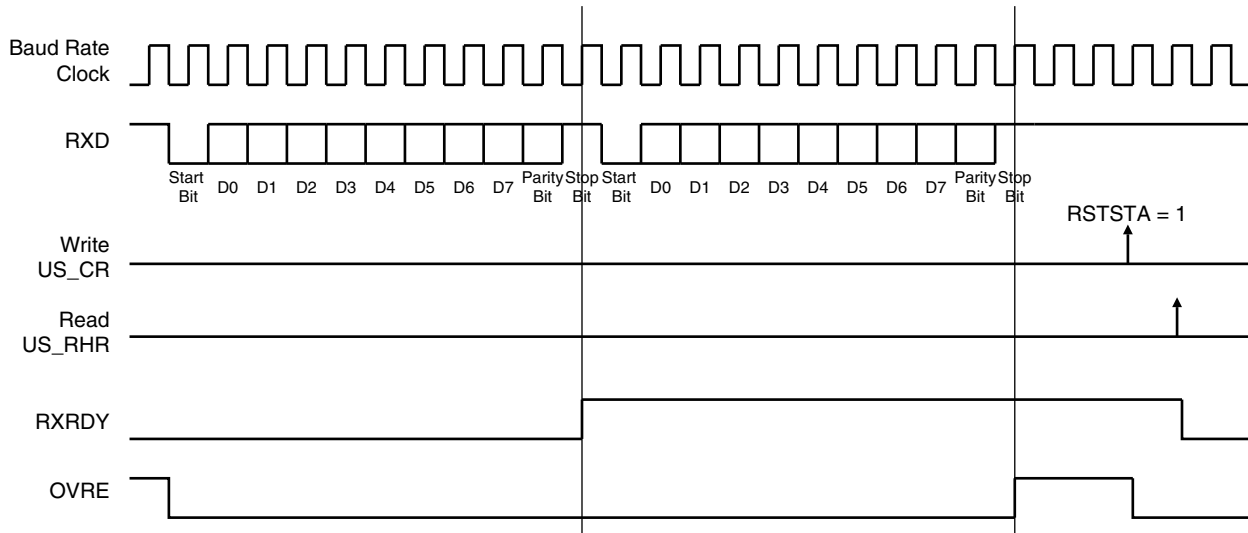 Baud Rate
Clock
RXD
Start
Bit
D0
D1
D2
D3
D4
D5
D6
D7
Parity
Bit
Stop
Bit
Start
Bit
D0
D1
D2
D3
D4
D5
D6
D7
Parity
Bit
Stop
Bit
RSTSTA = 1
Write
US_CR
Read
US_RHR
RXRDY
OVRE